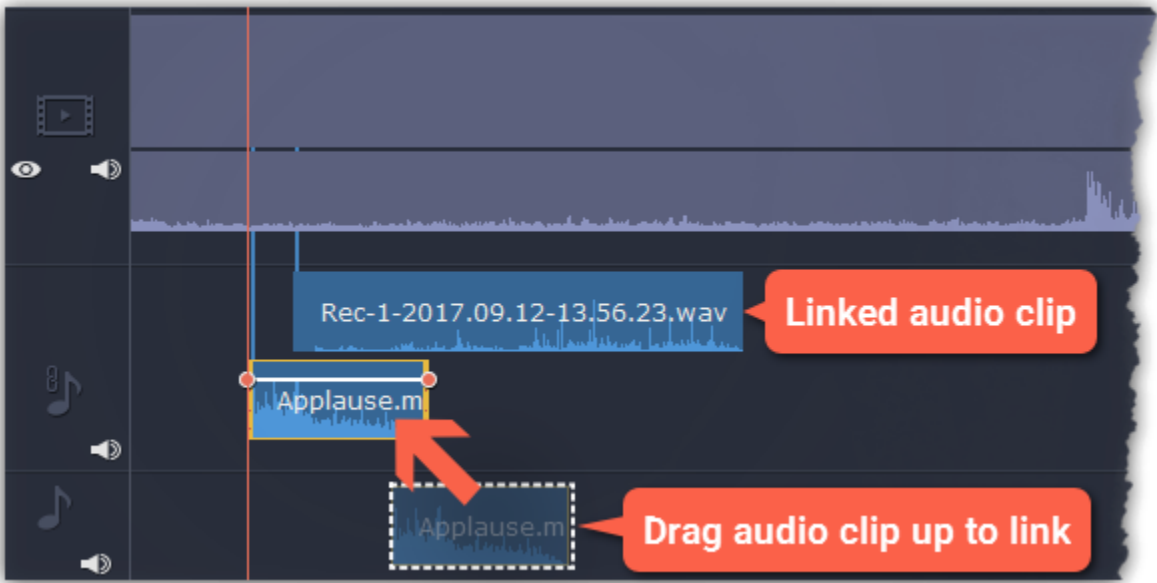 Rec-1-2017.09.12-13.56.23.wav
Linked audio clip
Applause.m
Applause.m
Drag audio clip up to link